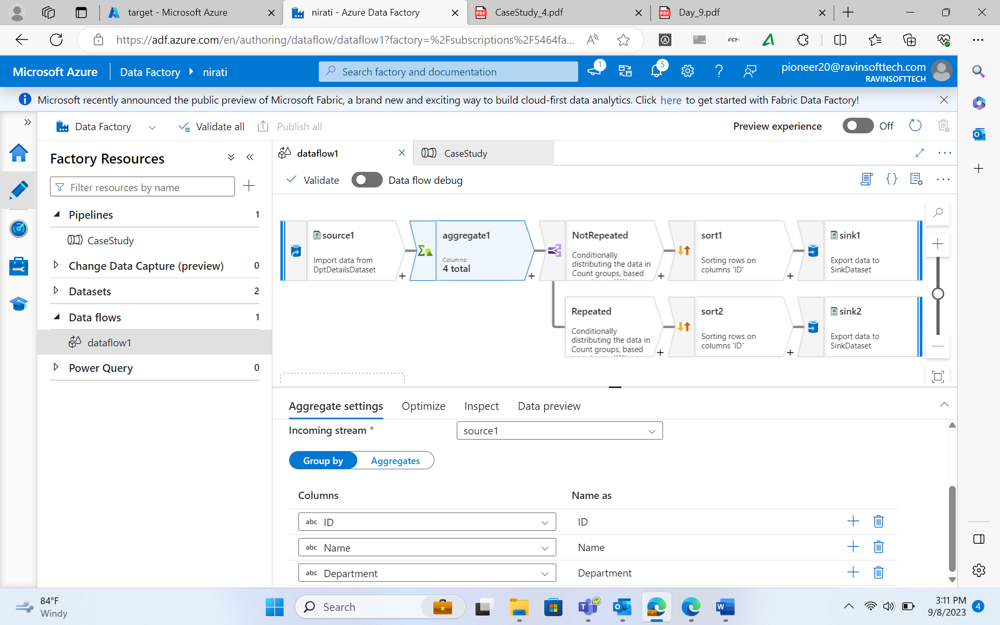 target - Microsoft Azure
nirati - Azure Data Factory
CaseStudy_4.pdf
Day_9.pdf
https://adf.azure.com/en/authoring/dataflow/dataflow1?factory=%2Fsubscriptions%2F5464fa...
FCM
Microsoft Azure
Data Factory
nirati
Search factory and documentation
1
5
pioneer20@ravinsofttech.com
RAVINSOFTTECH
Microsoft recently announced the public preview of Microsoft Fabric, a brand new and exciting way to build cloud-first data analytics. Click here to get started with Fabric Data Factory!
Data Factory
Validate all
Publish all
Preview experience
Off
Factory Resources
Filter resources by name
Pipelines 1
CaseStudy
Change Data Capture (preview) 0
Datasets 2
Data flows 1
dataflow1
Power Query 0
dataflow1
CaseStudy
Validate
Data flow debug
source1
Import data from
DptDetailsDataset
aggregate1
Columns:
4 total
NotRepeated
Conditionally
distributing the data in
Count groups, based
sort1
Sorting rows on
columns 'ID'
sink1
Export data to
SinkDataset
Repeated
Conditionally
distributing the data in
Count groups, based
sort2
Sorting rows on
columns 'ID'
sink2
Export data to
SinkDataset
Aggregate settings
Optimize
Inspect
Data preview
Incoming stream *
source1
Group by
Aggregates
Columns
Name as
abc ID
ID
abc Name
Name
abc Department
Department
84°F
Windy
Search
3:11 PM
9/8/2023
4